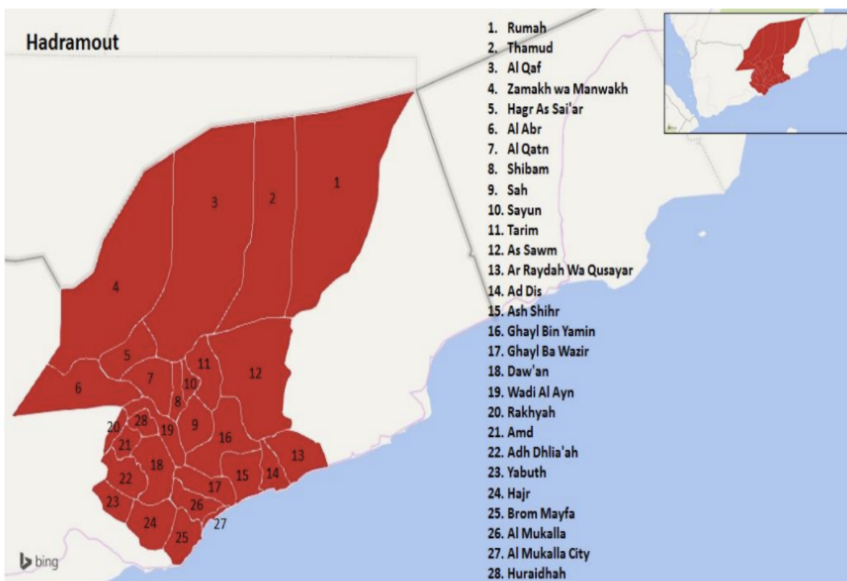 Hadramout
1. Rumah
2. Thamud
3. Al Qaf
4. Zamakh wa Manwakh
5. Hagr As Sai'ar
6. Al Abr
7. Al Qatn
8. Shibam
9. Sah
10. Sayun
11. Tarim
12. As Sawm
13. Ar Raydah Wa Qusayar
14. Ad Dis
15. Ash Shihr
16. Ghayl Bin Yamin
17. Ghayl Ba Wazir
18. Daw'an
19. Wadi Al Ayn
20. Rakhyah
21. Amd
22. Adh Dhlia'ah
23. Yabuth
24. Hajr
25. Brom Mayfa
26. Al Mukalla
27. Al Mukalla City
28. Huraidhah
1
2
3
4
5
11
12
6
7
10
8
20
28
19
9
16
21
18
13
22
17
15
14
23
26
24
25
27
bing